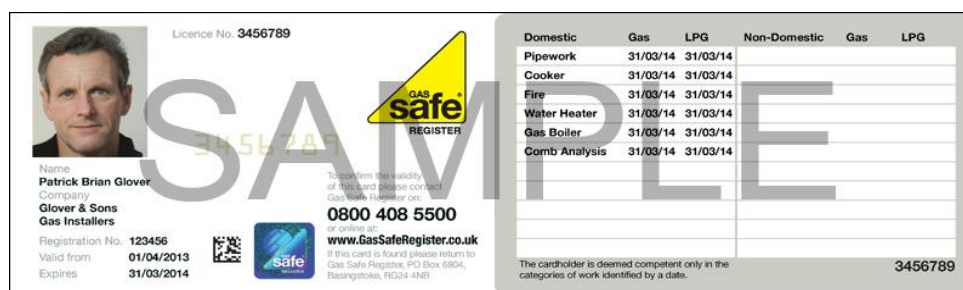 Licence No. 3456789
GAS
safe
REGISTER
3456789
SAMPLE
Name
Patrick Brian Glover
Company
Glover & Sons
Gas Installers
Registration No. 123456
Valid from 01/04/2013
Expires 31/03/2014
safe
REGISTER
To confirm the validity
of this card please contact
Gas Safe Register on:
0800 408 5500
or online at:
www.GasSafeRegister.co.uk
If this card is found please return to
Gas Safe Register, PO Box 6804,
Basingstoke, RG24 4NB
Domestic Gas LPG Non-Domestic Gas LPG
Pipework 31/03/14 31/03/14
Cooker 31/03/14 31/03/14
Fire 31/03/14 31/03/14
Water Heater 31/03/14 31/03/14
Gas Boiler 31/03/14 31/03/14
Comb Analysis 31/03/14 31/03/14
The cardholder is deemed competent only in the
categories of work identified by a date.
3456789